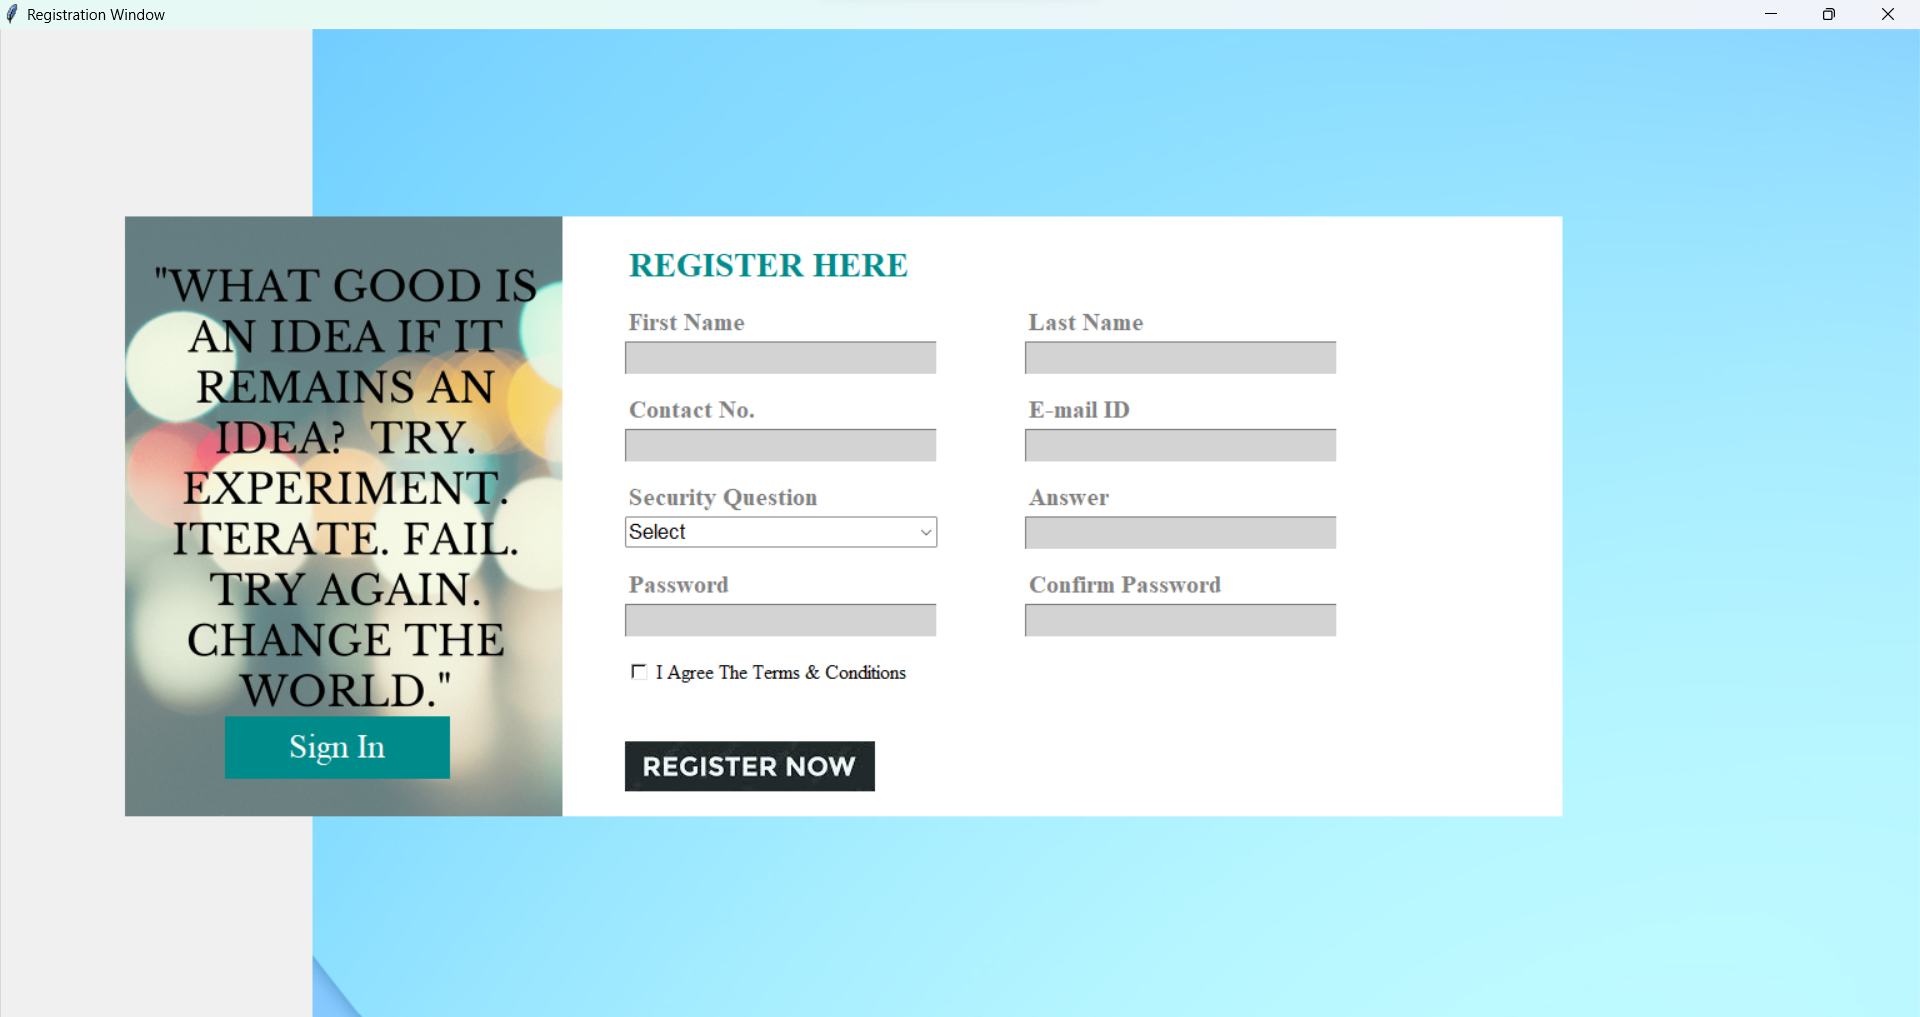 Registration Window
"WHAT GOOD IS
AN IDEA IF IT
REMAINS AN
IDEA? TRY.
EXPERIMENT.
ITERATE. FAIL.
TRY AGAIN.
CHANGE THE
WORLD."
Sign In
REGISTER HERE
First Name
Last Name
Contact No.
E-mail ID
Security Question
Answer
Select
Password
Confirm Password
I Agree The Terms & Conditions
REGISTER NOW